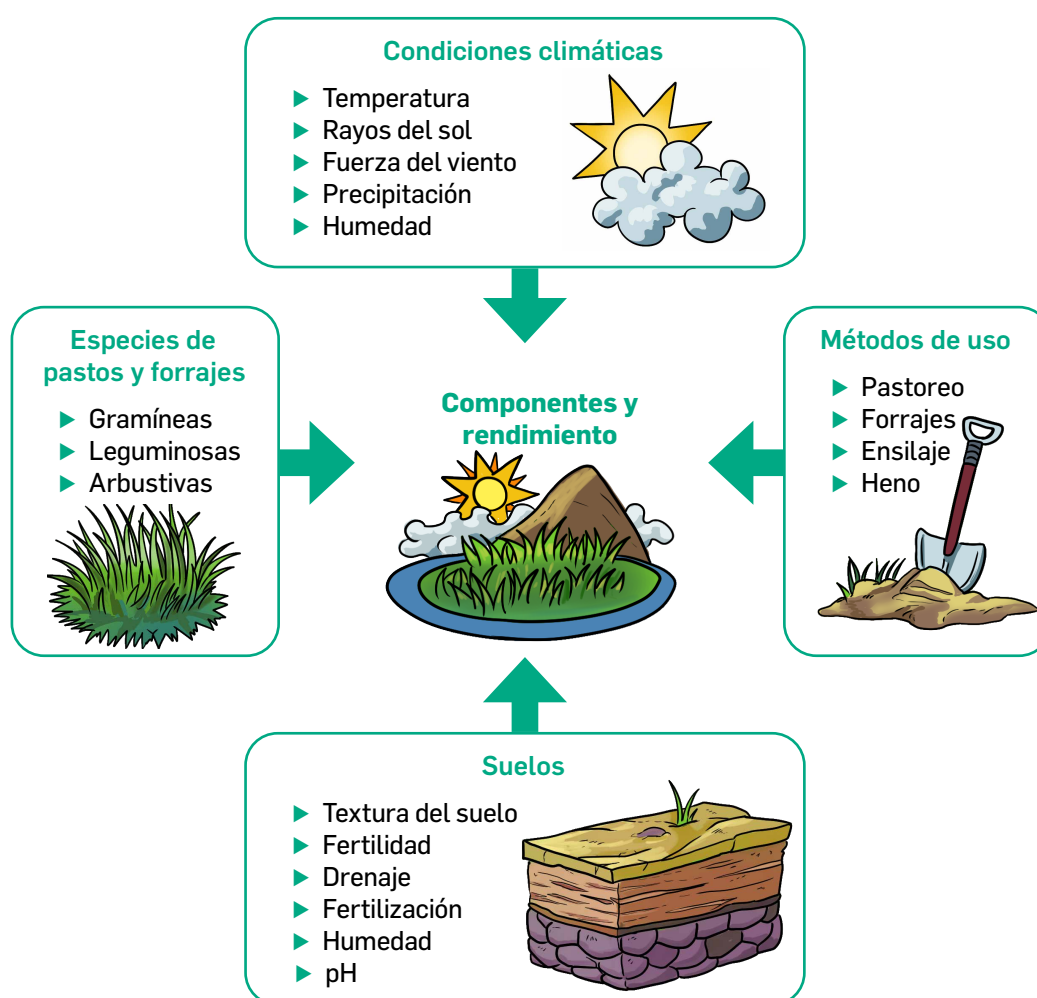 Condiciones climáticas
▶ Temperatura
▶ Rayos del sol
▶ Fuerza del viento
▶ Precipitación
▶ Humedad
Especies de
pastos y forrajes
▶ Gramíneas
▶ Leguminosas
▶ Arbustivas
Componentes y
rendimiento
Métodos de uso
▶ Pastoreo
▶ Forrajes
▶ Ensilaje
▶ Heno
Suelos
▶ Textura del suelo
▶ Fertilidad
▶ Drenaje
▶ Fertilización
▶ Humedad
▶ pH